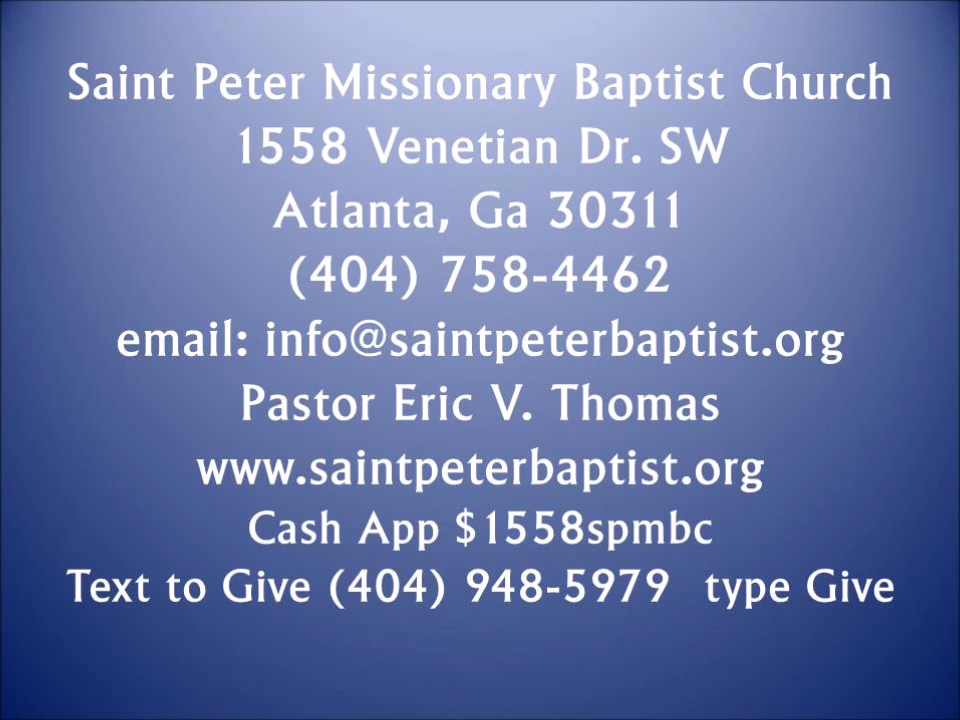 Saint Peter Missionary Baptist Church
1558 Venetian Dr. SW
Atlanta, Ga 30311
(404) 758-4462
email: info@saintpeterbaptist.org
Pastor Eric V. Thomas
www.saintpeterbaptist.org
Cash App $1558spmbc
Text to Give (404) 948-5979 type Give